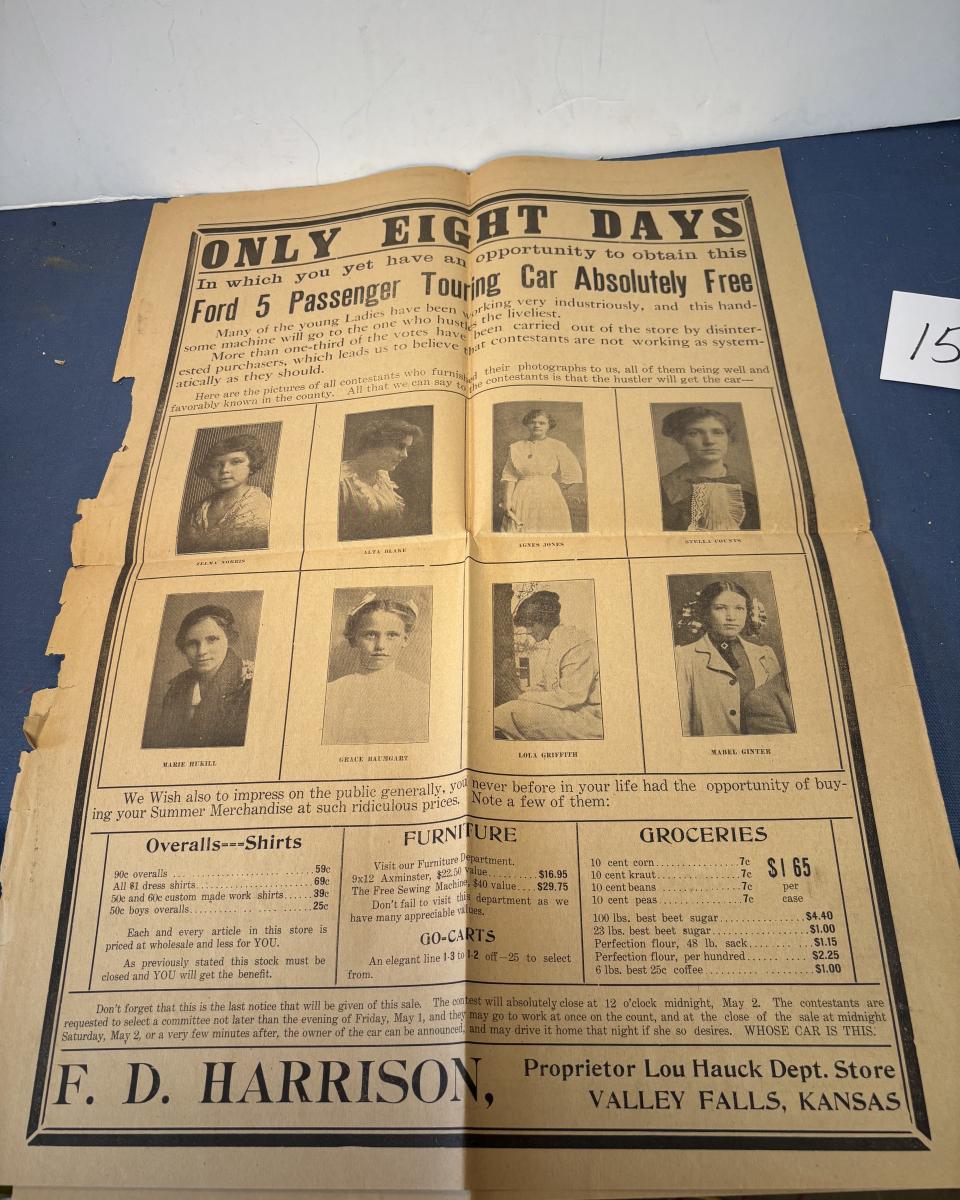 ONLY EIGHT DAYS
In which you yet have an opportunity to obtain this
Ford 5 Passenger Touring Car Absolutely Free
Many of the young Ladies have been working very industriously, and this hand-
some machine will go to the one who hustles the liveliest.
More than one-third of the votes have been carried out of the store by disinter-
ested purchasers, which leads us to believe that contestants are not working as system-
atically as they should.
Here are the pictures of all contestants who furnished their photographs to us, all of them being well and
favorably known in the county. All that we can say to the contestants is that the hustler will get the car—
15
ZELMA NORRIS
ALTA BLAKE
AGNES JONES
STELLA COUNTS
MARIE HUKILL
GRACE BAUMGART
LOLA GRIFFITH
MABEL GINTER
We Wish also to impress on the public generally, you never before in your life had the opportunity of buy-
ing your Summer Merchandise at such ridiculous prices. Note a few of them:
Overalls---Shirts
90c overalls ........................... 59c
All $1 dress shirts..................... 69c
50c and 60c custom made work shirts..... 39c
50c boys overalls....................... 25c
Each and every article in this store is
priced at wholesale and less for YOU.
As previously stated this stock must be
closed and YOU will get the benefit.
FURNITURE
Visit our Furniture Department.
9x12 Axminster, $22.50 value.......... $16.95
The Free Sewing Machine, $40 value... $29.75
Don't fail to visit this department as we
have many appreciable values.
GO-CARTS
An elegant line 1-3 to 1-2 off—25 to select
from.
GROCERIES
10 cent corn.............. 7c
10 cent kraut............. 7c
10 cent beans ............ 7c
10 cent peas ............. 7c
$1 65
per
case
100 lbs. best beet sugar.................. $4.40
23 lbs. best beet sugar................... $1.00
Perfection flour, 48 lb. sack............. $1.15
Perfection flour, per hundred............. $2.25
6 lbs. best 25c coffee ................... $1.00
Don't forget that this is the last notice that will be given of this sale. The contest will absolutely close at 12 o'clock midnight, May 2. The contestants are
requested to select a committee not later than the evening of Friday, May 1, and they may go to work at once on the count, and at the close of the sale at midnight
Saturday, May 2, or a very few minutes after, the owner of the car can be announced, and may drive it home that night if she so desires. WHOSE CAR IS THIS.
F. D. HARRISON,
Proprietor Lou Hauck Dept. Store
VALLEY FALLS, KANSAS